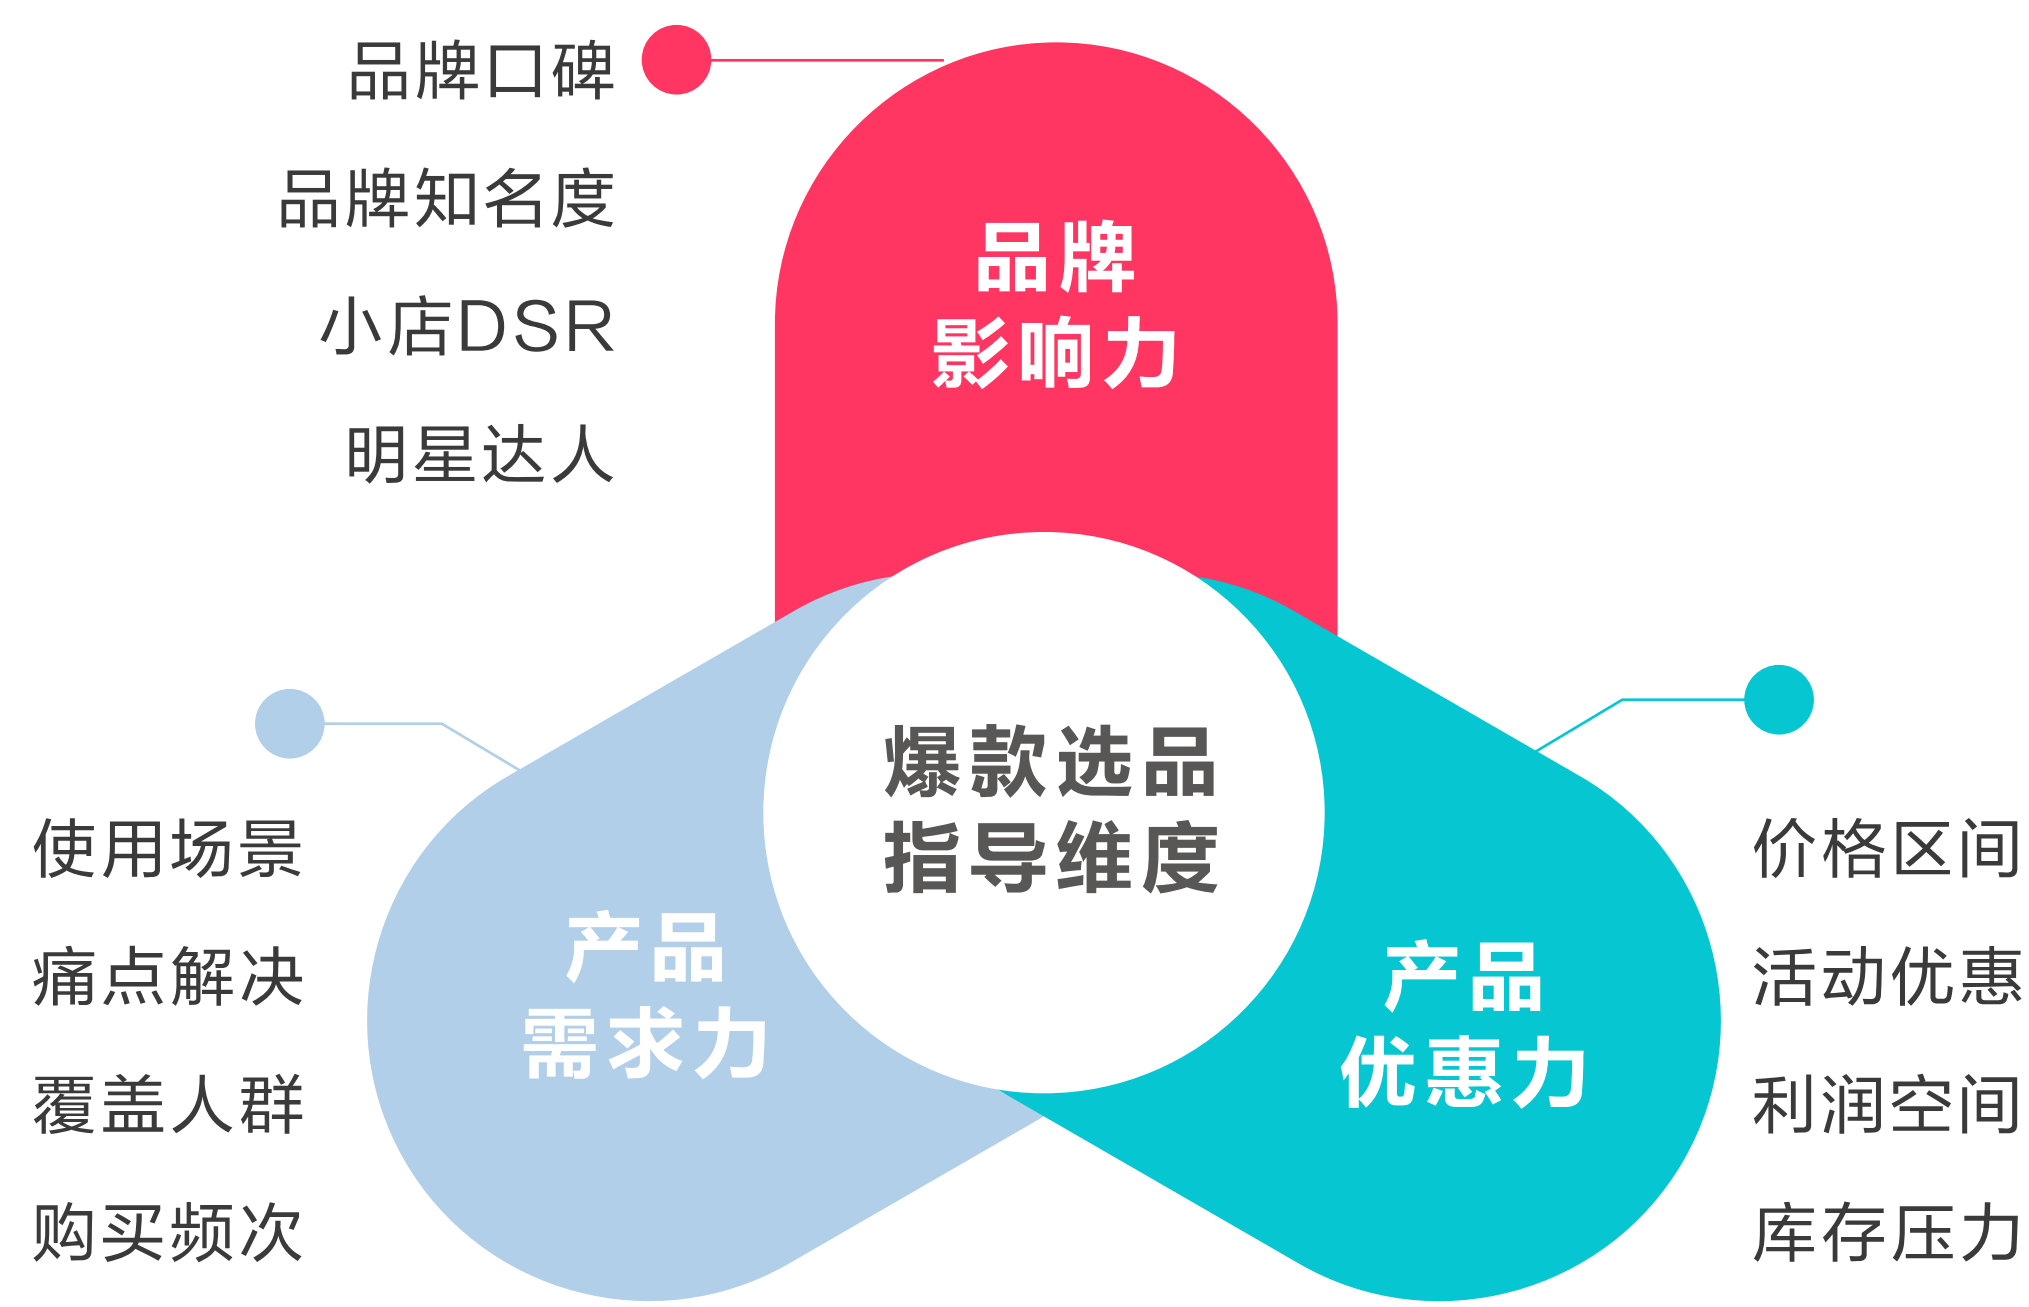 品牌口碑
品牌知名度
小店DSR
明星达人
品牌
影响力
爆款选品
指导维度
使用场景
痛点解决
覆盖人群
购买频次
产品
需求力
产品
优惠力
价格区间
活动优惠
利润空间
库存压力